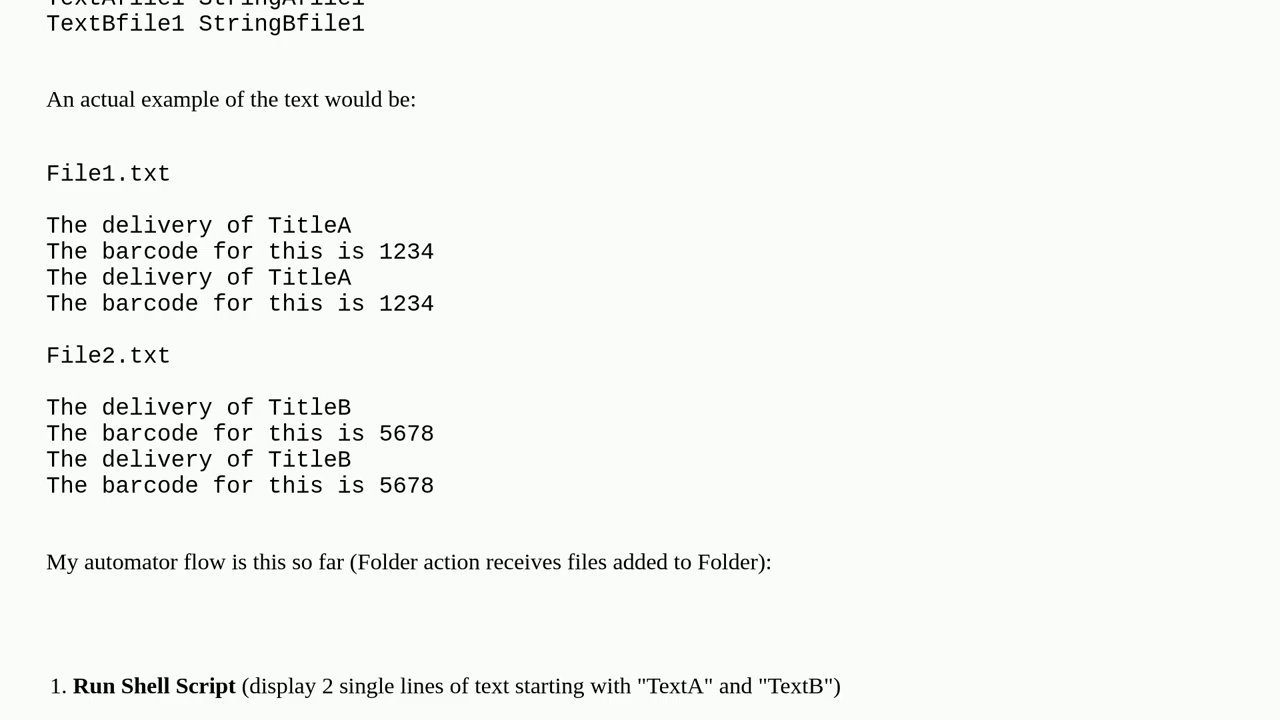 TextAfile1 StringAfile1
TextBfile1 StringBfile1
An actual example of the text would be:
File1.txt
The delivery of TitleA
The barcode for this is 1234
The delivery of TitleA
The barcode for this is 1234
File2.txt
The delivery of TitleB
The barcode for this is 5678
The delivery of TitleB
The barcode for this is 5678
My automator flow is this so far (Folder action receives files added to Folder):
1. Run Shell Script (display 2 single lines of text starting with "TextA" and "TextB")